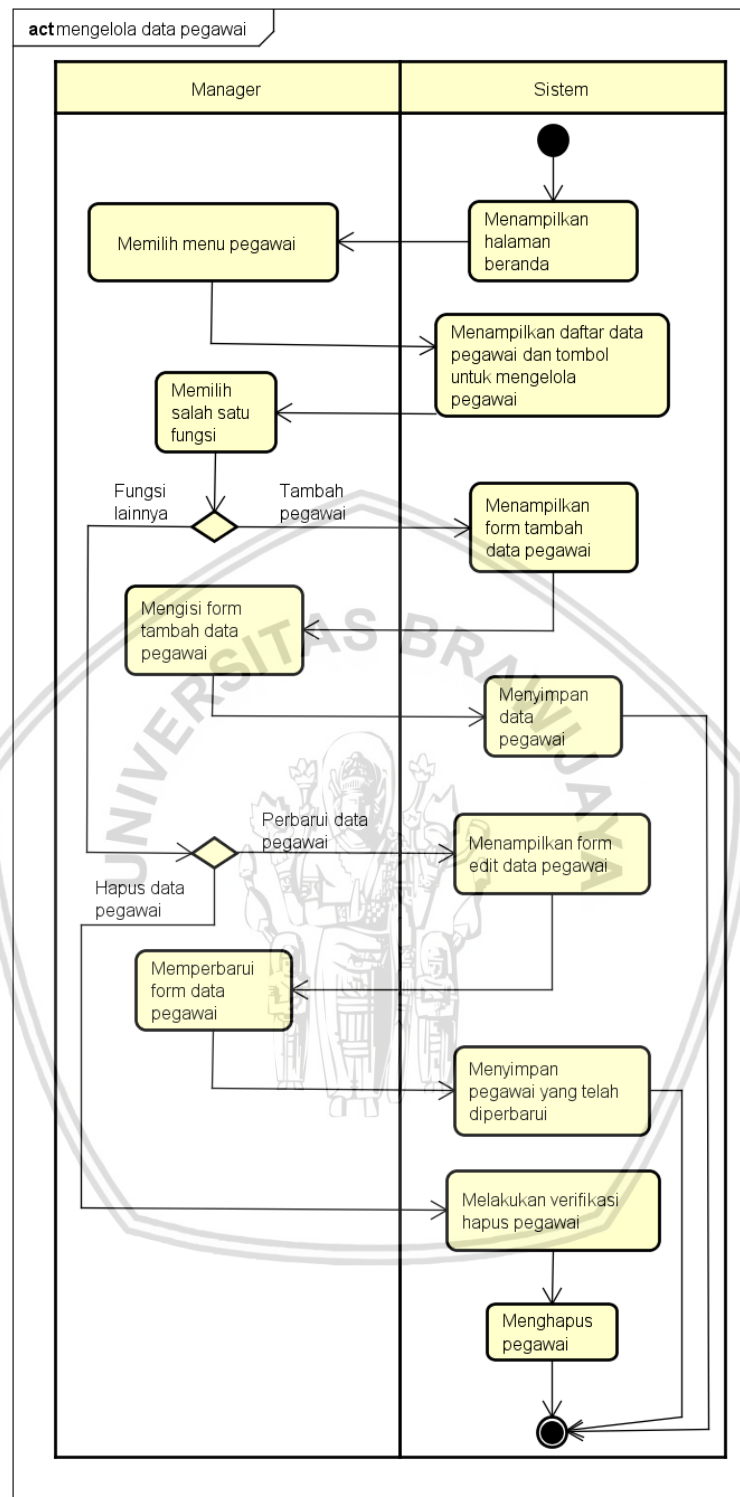 act mengelola data pegawai
Manager
Sistem
Menampilkan
halaman
beranda
Memilih menu pegawai
Menampilkan daftar data
pegawai dan tombol
untuk mengelola
pegawai
Memilih
salah satu
fungsi
Fungsi
lainnya
Tambah
pegawai
Menampilkan
form tambah
data pegawai
Mengisi form
tambah data
pegawai
Menyimpan
data
pegawai
UNIVERSITAS BRAWIJAYA
Perbarui data
pegawai
Menampilkan form
edit data pegawai
Hapus data
pegawai
Memperbarui
form data
pegawai
Menyimpan
pegawai yang telah
diperbarui
Melakukan verifikasi
hapus pegawai
Menghapus
pegawai